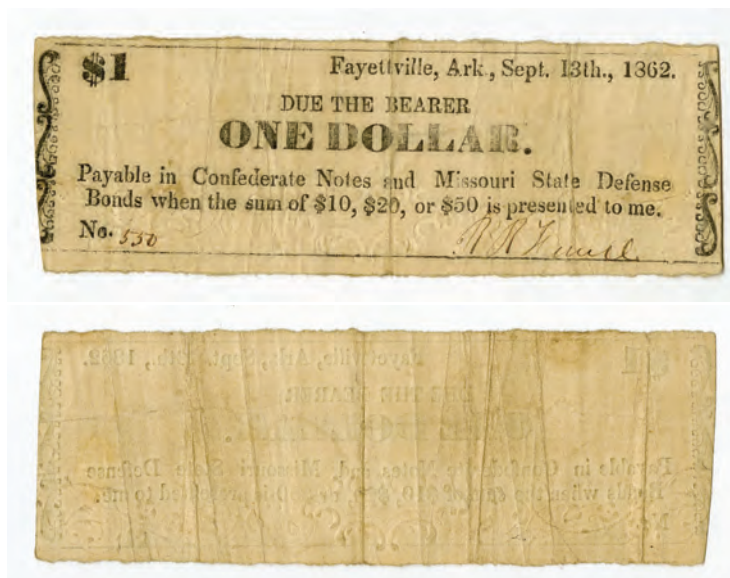 $1 Fayettville, Ark., Sept. 13th., 1862.
DUE THE BEARER
ONE DOLLAR.
Payable in Confederate Notes and Missouri State Defense
Bonds when the sum of $10, $20, or $50 is presented to me.
No. 550